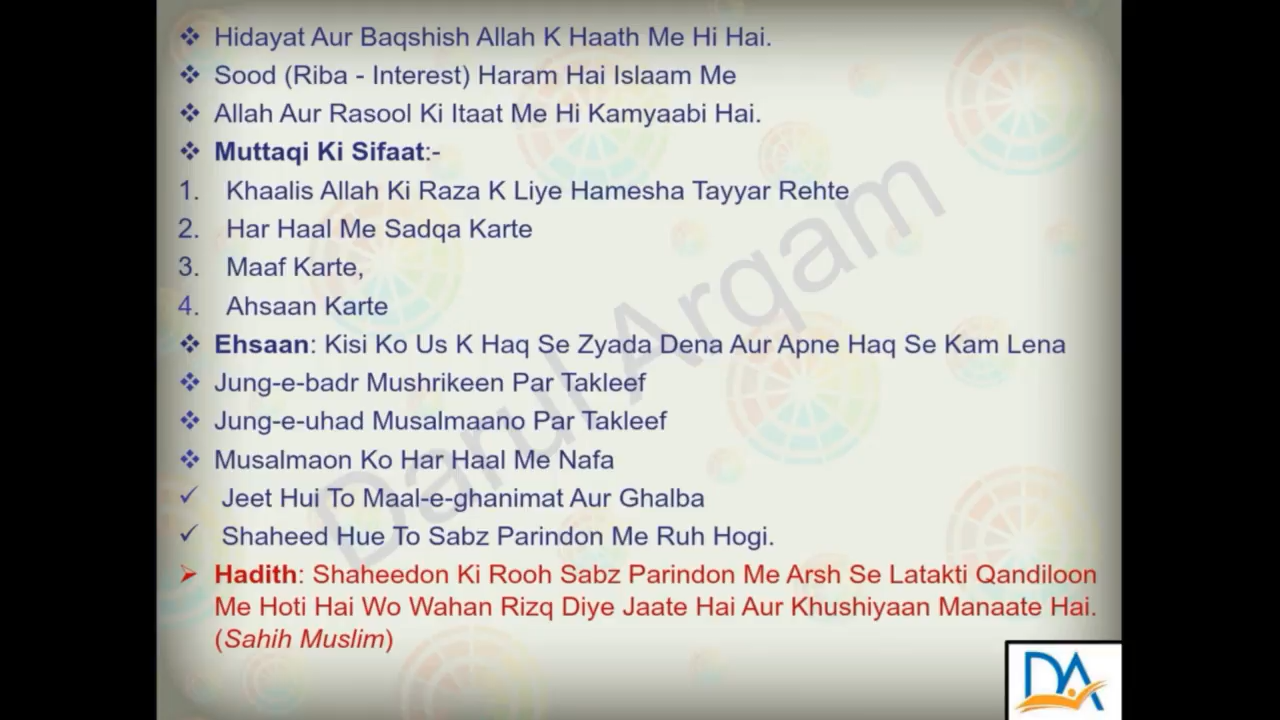 ❖ Hidayat Aur Baqshish Allah K Haath Me Hi Hai.
❖ Sood (Riba - Interest) Haram Hai Islaam Me
❖ Allah Aur Rasool Ki Itaat Me Hi Kamyaabi Hai.
❖ Muttaqi Ki Sifaat:-
1. Khaalis Allah Ki Raza K Liye Hamesha Tayyar Rehte
2. Har Haal Me Sadqa Karte
3. Maaf Karte,
4. Ahsaan Karte
❖ Ehsaan: Kisi Ko Us K Haq Se Zyada Dena Aur Apne Haq Se Kam Lena
❖ Jung-e-badr Mushrikeen Par Takleef
❖ Jung-e-uhad Musalmaano Par Takleef
❖ Musalmaon Ko Har Haal Me Nafa
✓ Jeet Hui To Maal-e-ghanimat Aur Ghalba
✓ Shaheed Hue To Sabz Parindon Me Ruh Hogi.
➢ Hadith: Shaheedon Ki Rooh Sabz Parindon Me Arsh Se Latakti Qandiloon
Me Hoti Hai Wo Wahan Rizq Diye Jaate Hai Aur Khushiyaan Manaate Hai.
(Sahih Muslim)
Darul Arqam
DA